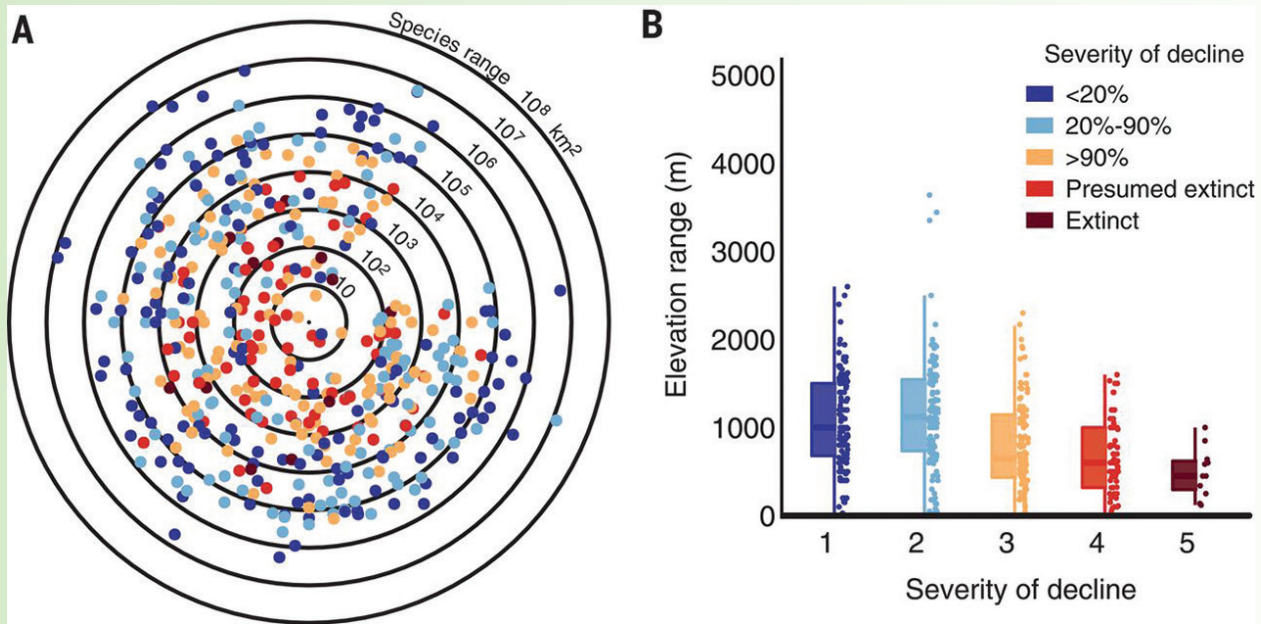 A
Species range
10⁸ km²
10⁷
10⁶
10⁵
10⁴
10³
10²
10
B
Severity of decline
<20%
20%-90%
>90%
Presumed extinct
Extinct
Elevation range (m)
5000
4000
3000
2000
1000
0
1 2 3 4 5
Severity of decline